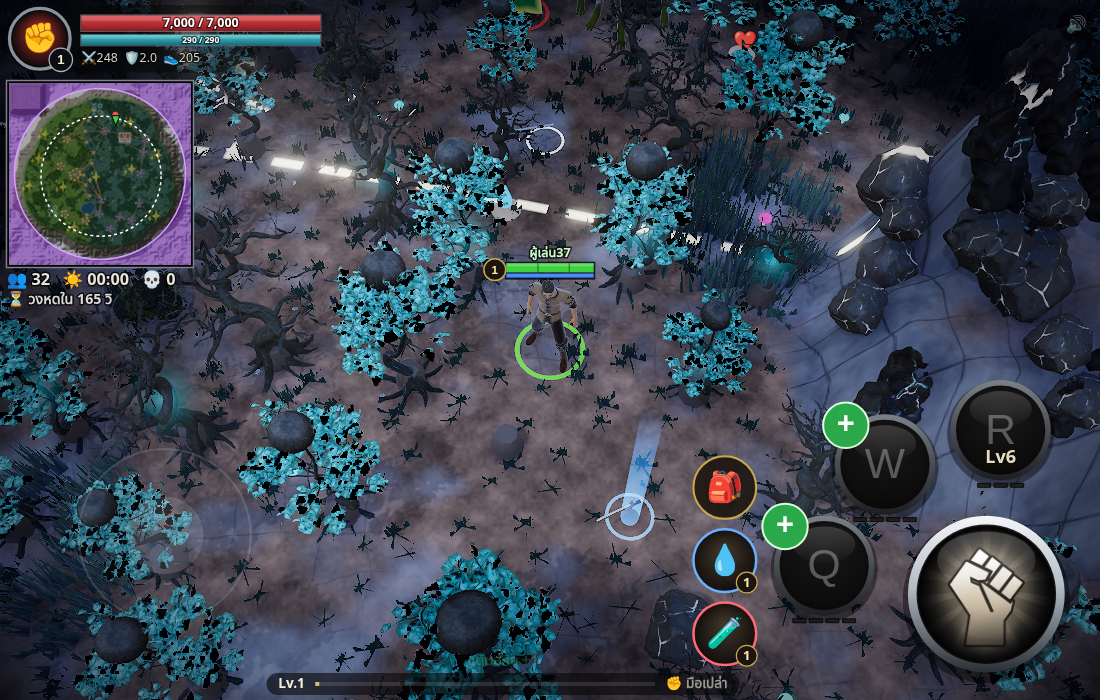 7,000 / 7,000
290 / 290
1
248 2.0 205
32 00:00 0
วงหดใน 165 วิ
ผู้เล่น37
1
W
R
Lv6
Q
1
1
Lv.1
มือเปล่า